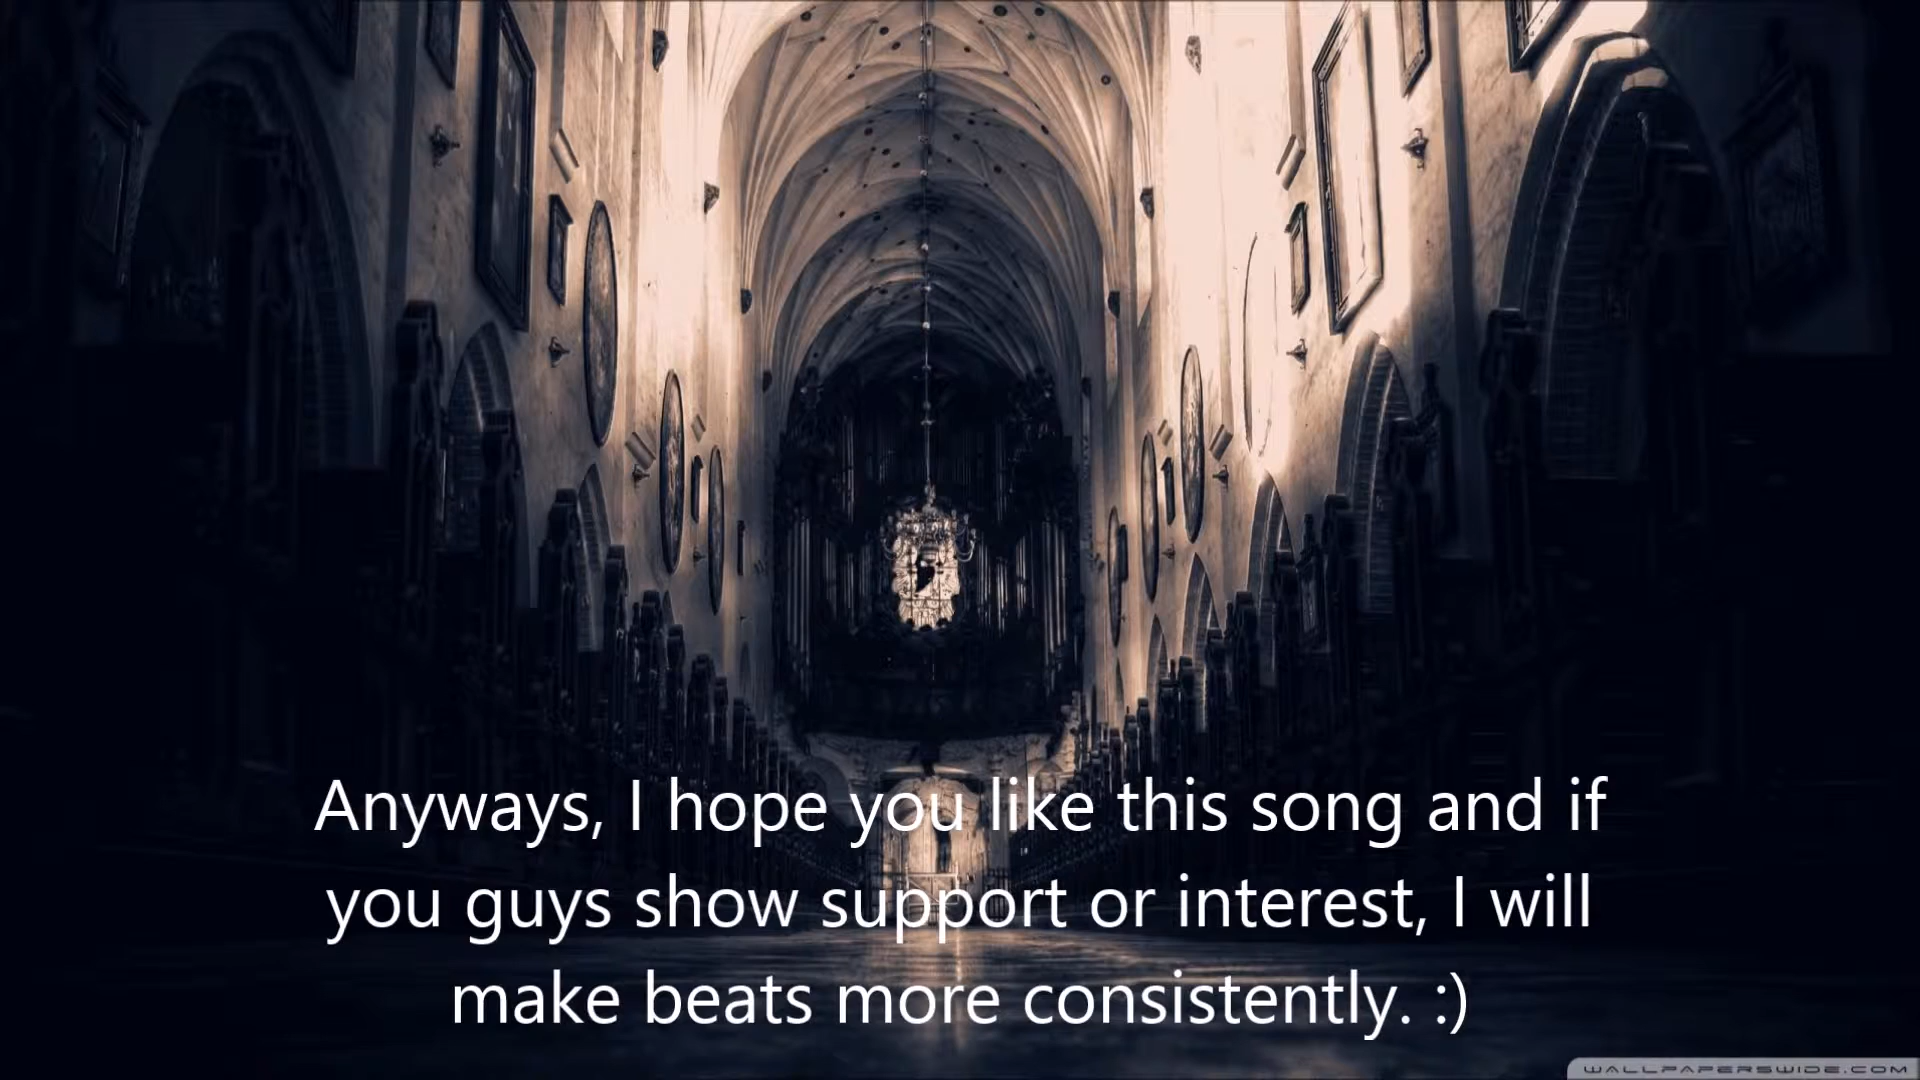 Anyways, I hope you like this song and if
you guys show support or interest, I will
make beats more consistently. :)
WALLPAPERSWIDE.COM